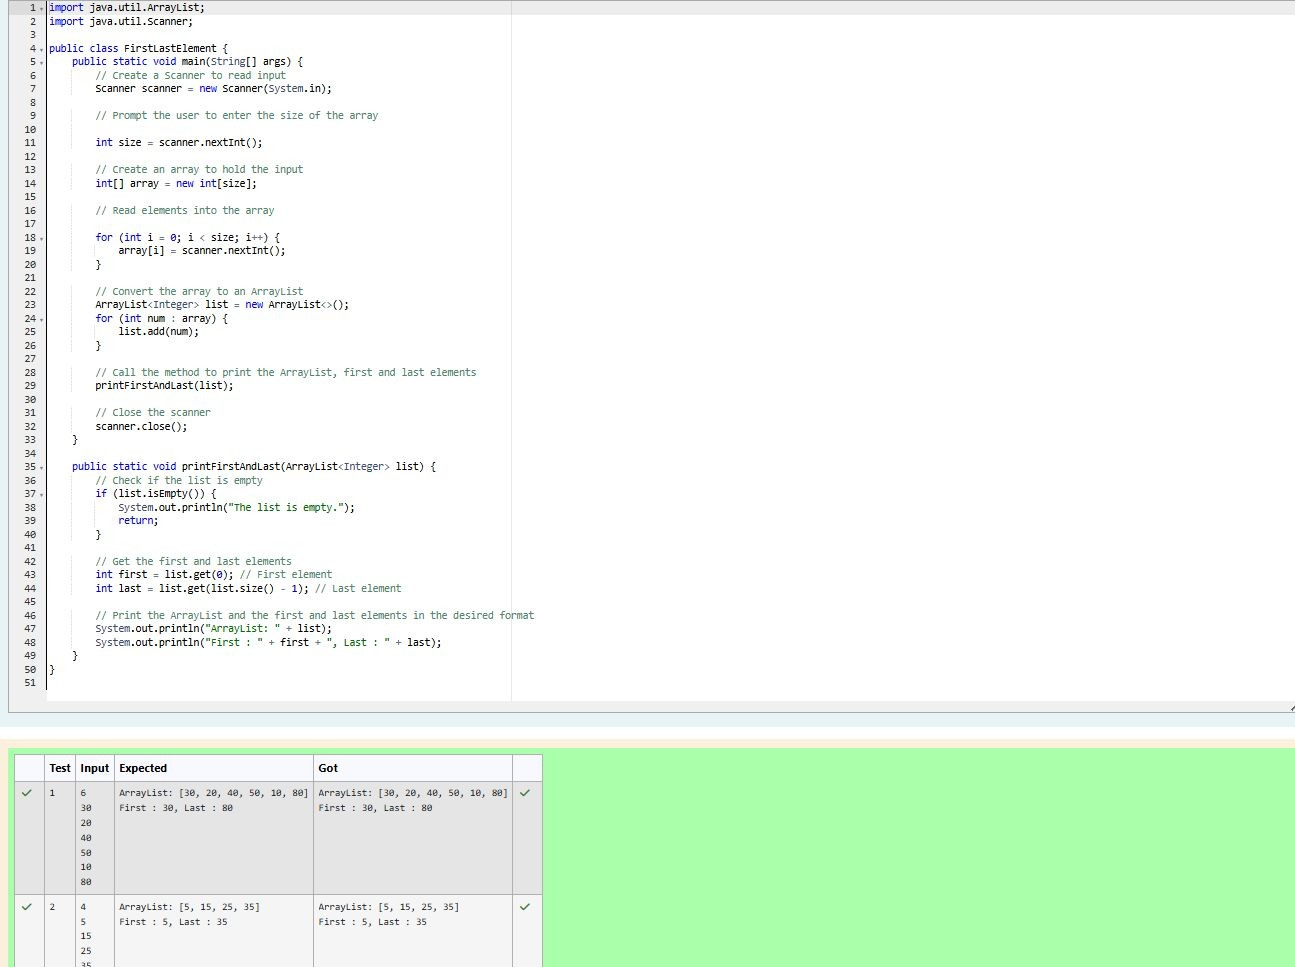 1 import java.util.ArrayList;
2 import java.util.Scanner;
3
4 public class FirstLastElement {
5     public static void main(String[] args) {
6         // Create a Scanner to read input
7         Scanner scanner = new Scanner(System.in);
8
9         // Prompt the user to enter the size of the array
10
11         int size = scanner.nextInt();
12
13         // Create an array to hold the input
14         int[] array = new int[size];
15
16         // Read elements into the array
17
18         for (int i = 0; i < size; i++) {
19             array[i] = scanner.nextInt();
20         }
21
22         // Convert the array to an ArrayList
23         ArrayList<Integer> list = new ArrayList<>();
24         for (int num : array) {
25             list.add(num);
26         }
27
28         // Call the method to print the ArrayList, first and last elements
29         printFirstAndLast(list);
30
31         // Close the scanner
32         scanner.close();
33     }
34
35     public static void printFirstAndLast(ArrayList<Integer> list) {
36         // Check if the list is empty
37         if (list.isEmpty()) {
38             System.out.println("The list is empty.");
39             return;
40         }
41
42         // Get the first and last elements
43         int first = list.get(0); // First element
44         int last = list.get(list.size() - 1); // Last element
45
46         // Print the ArrayList and the first and last elements in the desired format
47         System.out.println("ArrayList: " + list);
48         System.out.println("First : " + first + ", Last : " + last);
49     }
50 }
51
Test Input Expected Got
1 6 ArrayList: [30, 20, 40, 50, 10, 80] ArrayList: [30, 20, 40, 50, 10, 80]
30 First : 30, Last : 80 First : 30, Last : 80
20
40
50
10
80
2 4 ArrayList: [5, 15, 25, 35] ArrayList: [5, 15, 25, 35]
5 First : 5, Last : 35 First : 5, Last : 35
15
25
35